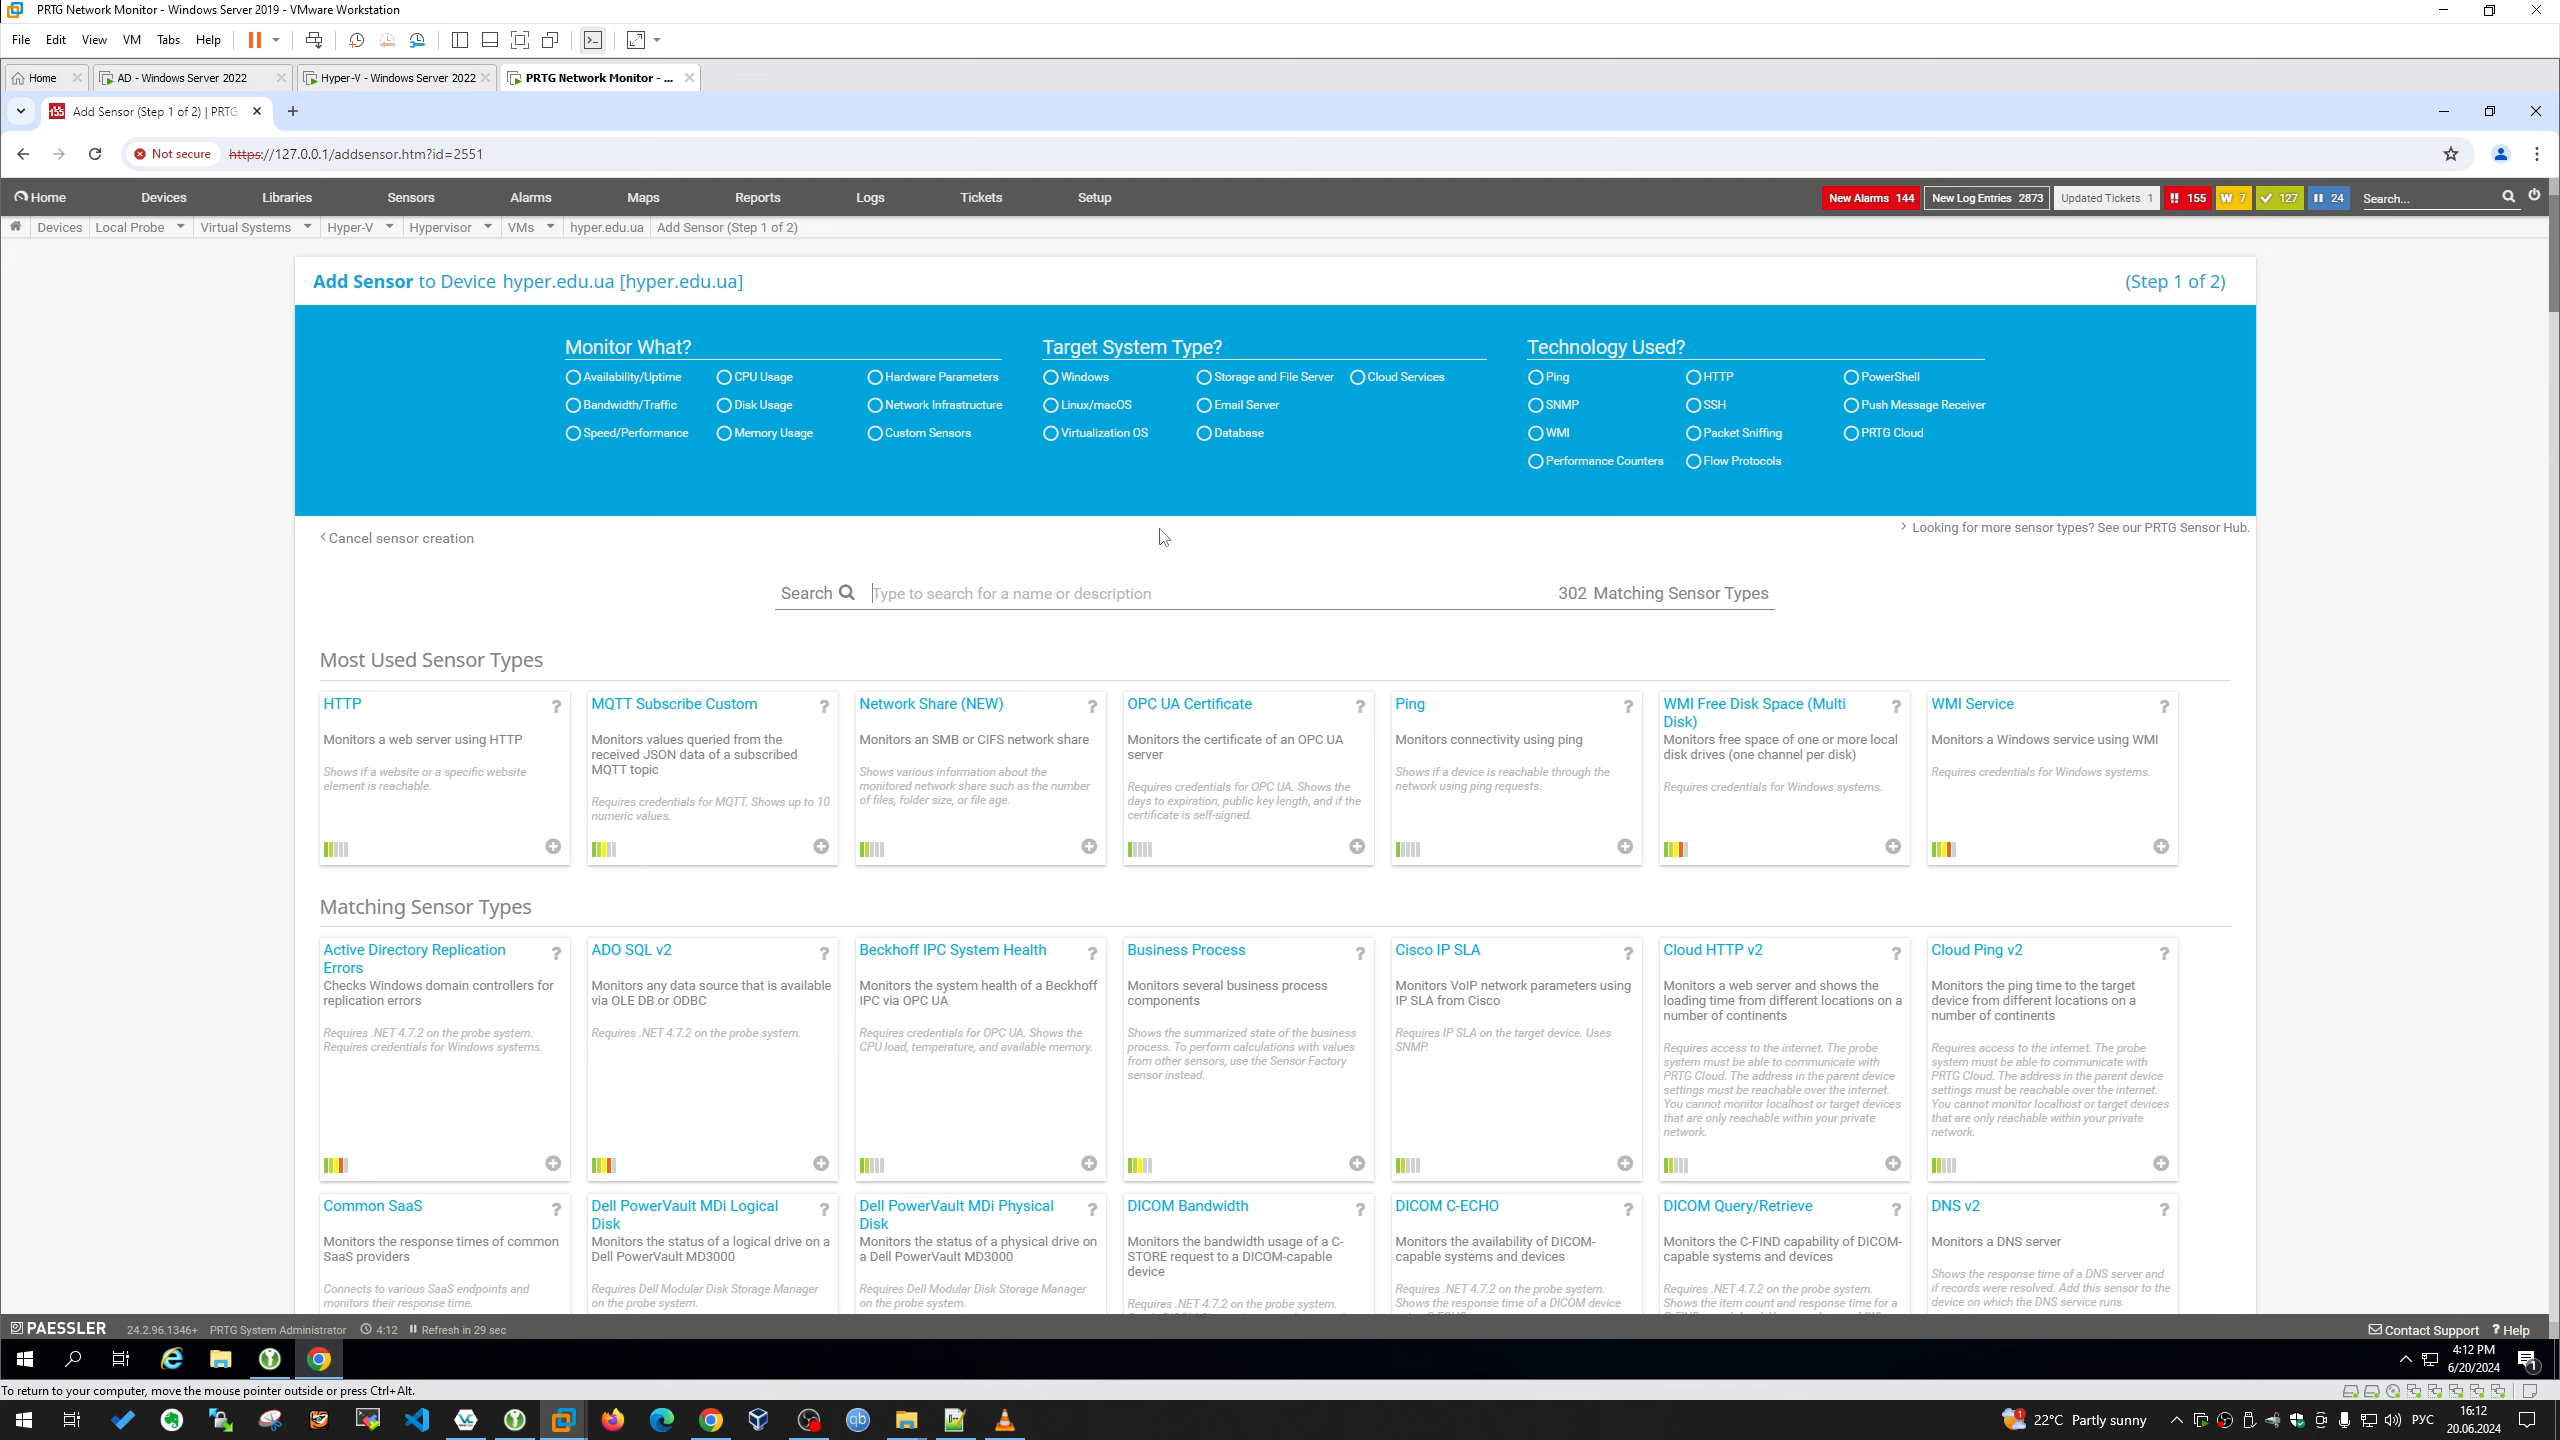 PRTG Network Monitor - Windows Server 2019 - VMware Workstation
File Edit View VM Tabs Help
Home AD - Windows Server 2022 Hyper-V - Windows Server 2022 PRTG Network Monitor - ...
Add Sensor (Step 1 of 2) | PRTG
Not secure https://127.0.0.1/addsensor.htm?id=2551
Home Devices Libraries Sensors Alarms Maps Reports Logs Tickets Setup New Alarms 144 New Log Entries 2873 Updated Tickets 1 155 W 7 127 24 Search...
Devices Local Probe Virtual Systems Hyper-V Hypervisor VMs hyper.edu.ua Add Sensor (Step 1 of 2)
Add Sensor to Device hyper.edu.ua [hyper.edu.ua] (Step 1 of 2)
Monitor What? Target System Type? Technology Used?
Availability/Uptime CPU Usage Hardware Parameters Windows Storage and File Server Cloud Services Ping HTTP PowerShell
Bandwidth/Traffic Disk Usage Network Infrastructure Linux/macOS Email Server SNMP SSH Push Message Receiver
Speed/Performance Memory Usage Custom Sensors Virtualization OS Database WMI Packet Sniffing PRTG Cloud
Performance Counters Flow Protocols
Looking for more sensor types? See our PRTG Sensor Hub.
Cancel sensor creation
Search Type to search for a name or description 302 Matching Sensor Types
Most Used Sensor Types
HTTP ?
Monitors a web server using HTTP
Shows if a website or a specific website
element is reachable.
MQTT Subscribe Custom ?
Monitors values queried from the
received JSON data of a subscribed
MQTT topic
Requires credentials for MQTT. Shows up to 10
numeric values.
Network Share (NEW) ?
Monitors an SMB or CIFS network share
Shows various information about the
monitored network share such as the number
of files, folder size, or file age.
OPC UA Certificate ?
Monitors the certificate of an OPC UA
server
Requires credentials for OPC UA. Shows the
days to expiration, public key length, and if the
certificate is self-signed.
Ping ?
Monitors connectivity using ping
Shows if a device is reachable through the
network using ping requests.
WMI Free Disk Space (Multi ?
Disk)
Monitors free space of one or more local
disk drives (one channel per disk)
Requires credentials for Windows systems.
WMI Service ?
Monitors a Windows service using WMI
Requires credentials for Windows systems.
Matching Sensor Types
Active Directory Replication ?
Errors
Checks Windows domain controllers for
replication errors
Requires .NET 4.7.2 on the probe system.
Requires credentials for Windows systems.
ADO SQL v2 ?
Monitors any data source that is available
via OLE DB or ODBC
Requires .NET 4.7.2 on the probe system.
Beckhoff IPC System Health ?
Monitors the system health of a Beckhoff
IPC via OPC UA
Requires credentials for OPC UA. Shows the
CPU load, temperature, and available memory.
Business Process ?
Monitors several business process
components
Shows the summarized state of the business
process. To perform calculations with values
from other sensors, use the Sensor Factory
sensor instead.
Cisco IP SLA ?
Monitors VoIP network parameters using
IP SLA from Cisco
Requires IP SLA on the target device. Uses
SNMP.
Cloud HTTP v2 ?
Monitors a web server and shows the
loading time from different locations on a
number of continents
Requires access to the internet. The probe
system must be able to communicate with
PRTG Cloud. The address in the parent device
settings must be reachable over the internet.
You cannot monitor localhost or target devices
that are only reachable within your private
network.
Cloud Ping v2 ?
Monitors the ping time to the target
device from different locations on a
number of continents
Requires access to the internet. The probe
system must be able to communicate with
PRTG Cloud. The address in the parent device
settings must be reachable over the internet.
You cannot monitor localhost or target devices
that are only reachable within your private
network.
Common SaaS ?
Monitors the response times of common
SaaS providers
Connects to various SaaS endpoints and
monitors their response time.
Dell PowerVault MDi Logical ?
Disk
Monitors the status of a logical drive on a
Dell PowerVault MD3000
Requires Dell Modular Disk Storage Manager
on the probe system.
Dell PowerVault MDi Physical ?
Disk
Monitors the status of a physical drive on
a Dell PowerVault MD3000
Requires Dell Modular Disk Storage Manager
on the probe system.
DICOM Bandwidth ?
Monitors the bandwidth usage of a C-
STORE request to a DICOM-capable
device
Requires .NET 4.7.2 on the probe system.
DICOM C-ECHO ?
Monitors the availability of DICOM-
capable systems and devices
Requires .NET 4.7.2 on the probe system.
Shows the response time of a DICOM device
DICOM Query/Retrieve ?
Monitors the C-FIND capability of DICOM-
capable systems and devices
Requires .NET 4.7.2 on the probe system.
Shows the item count and response time for a
DNS v2 ?
Monitors a DNS server
Shows the response time of a DNS server and
if records were resolved. Add this sensor to the
device on which the DNS service runs.
PAESSLER 24.2.96.1346+ PRTG System Administrator 4:12 Refresh in 29 sec Contact Support ? Help
4:12 PM
6/20/2024
1
To return to your computer, move the mouse pointer outside or press Ctrl+Alt.
1 22°C Partly sunny РУС 16:12
20.06.2024